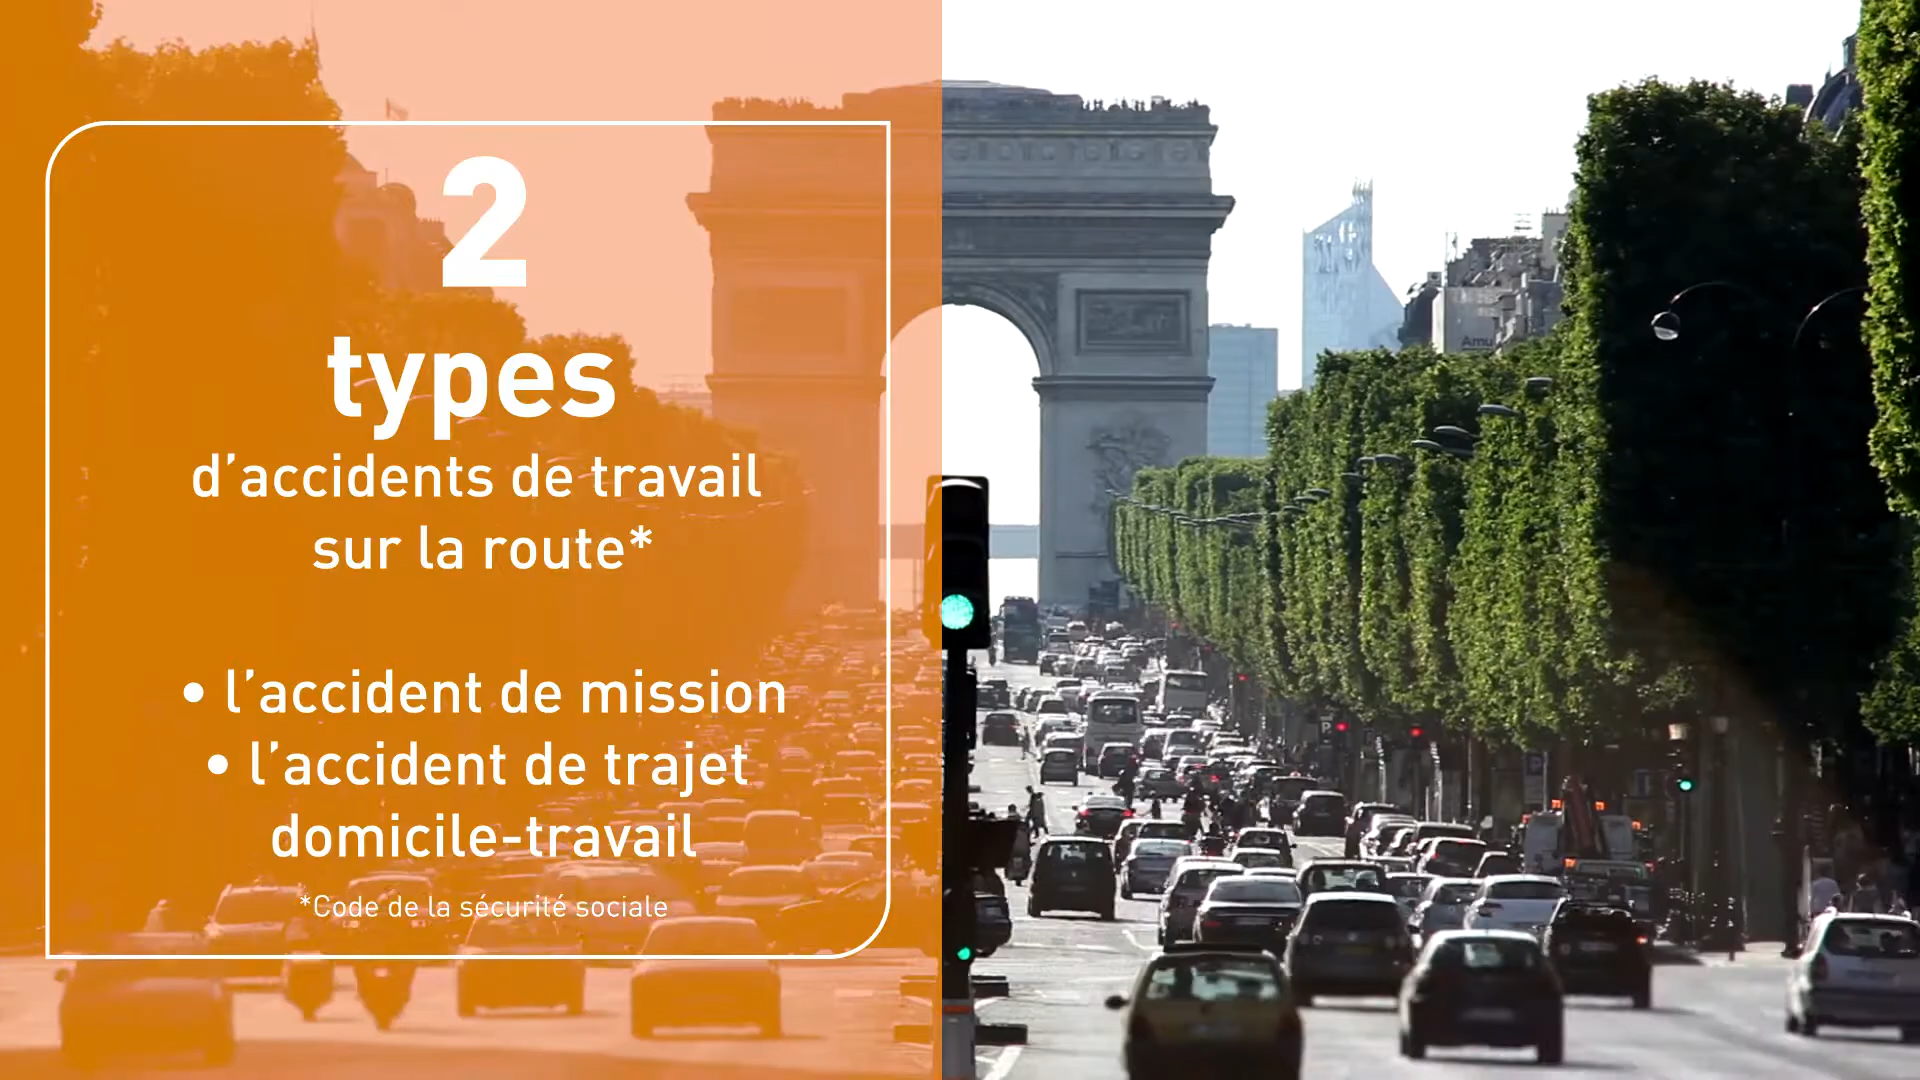 2
types
d’accidents de travail
sur la route*
• l’accident de mission
• l’accident de trajet
domicile-travail
*Code de la sécurité sociale
Amu
P